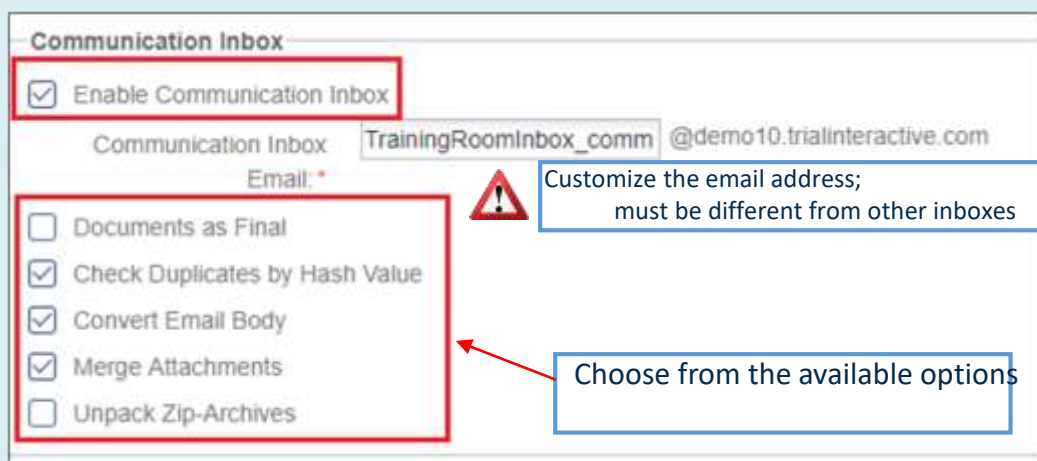 Communication Inbox
Enable Communication Inbox
Communication Inbox TrainingRoomInbox_comm @demo10.trialinteractive.com
Email: *
Customize the email address;
must be different from other inboxes
Documents as Final
Check Duplicates by Hash Value
Convert Email Body
Merge Attachments
Choose from the available options
Unpack Zip-Archives